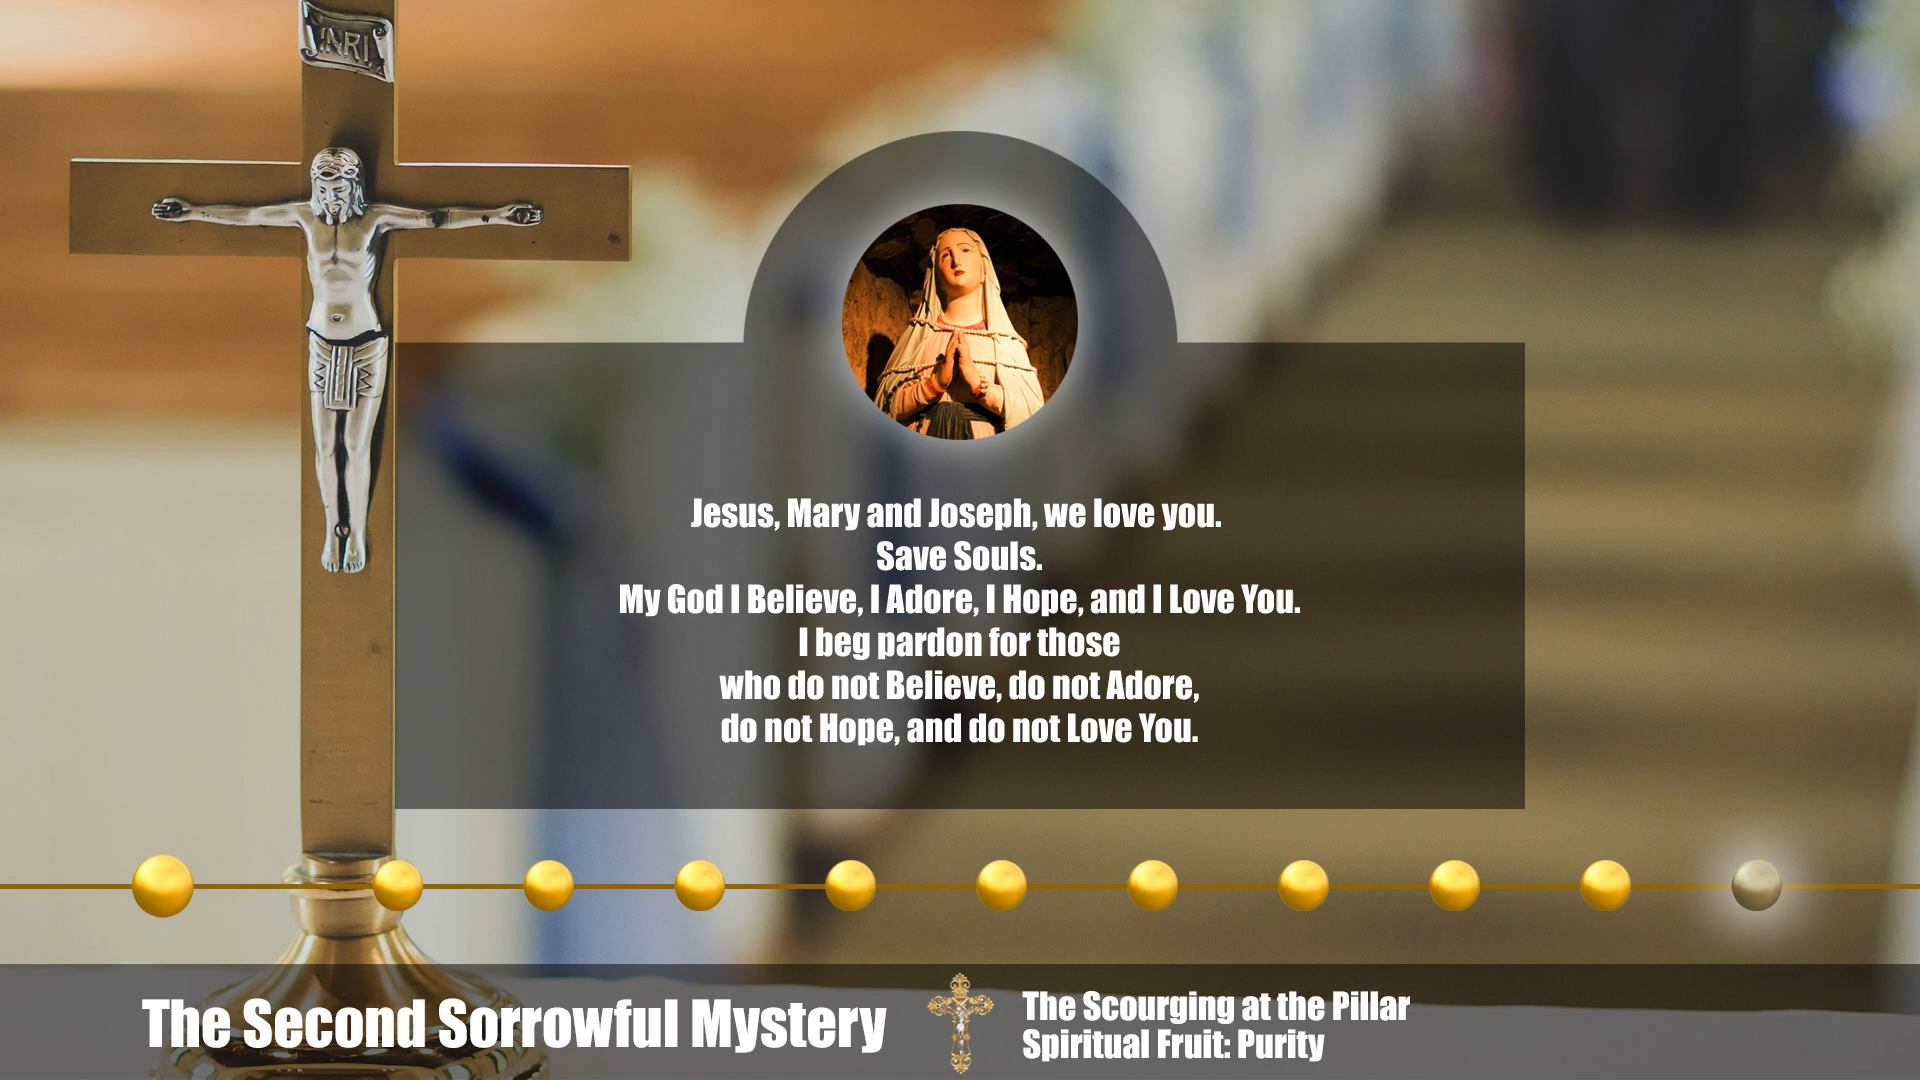 INRI
Jesus, Mary and Joseph, we love you.
Save Souls.
My God I Believe, I Adore, I Hope, and I Love You.
I beg pardon for those
who do not Believe, do not Adore,
do not Hope, and do not Love You.
The Second Sorrowful Mystery
The Scourging at the Pillar
Spiritual Fruit: Purity